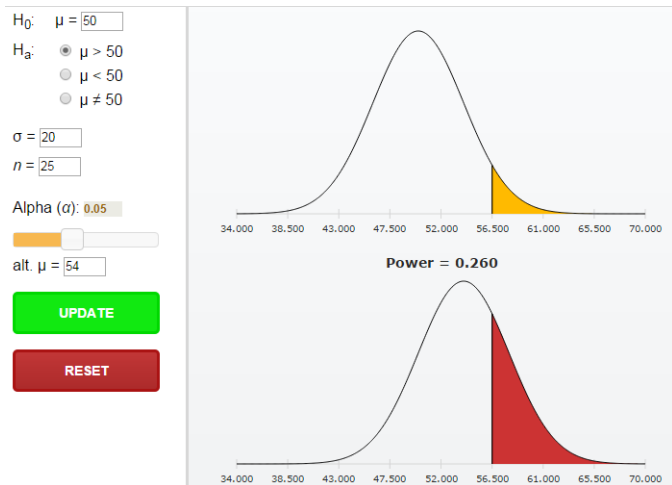 H0: μ = 50
Ha: μ > 50
μ < 50
μ ≠ 50
σ = 20
n = 25
Alpha (α): 0.05
alt. μ = 54
UPDATE
RESET
34.000 38.500 43.000 47.500 52.000 56.500 61.000 65.500 70.000
Power = 0.260
34.000 38.500 43.000 47.500 52.000 56.500 61.000 65.500 70.000